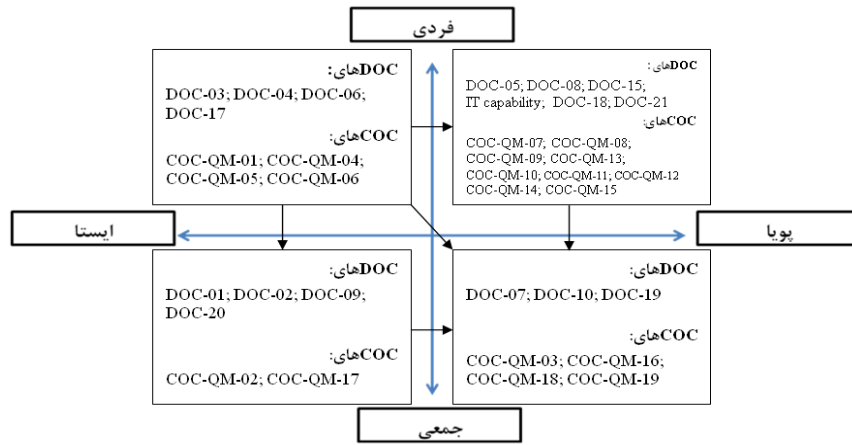 فردی
DOCهای:
DOC-03; DOC-04; DOC-06;
DOC-17
COCهای:
COC-QM-01; COC-QM-04;
COC-QM-05; COC-QM-06
DOCهای:
DOC-05; DOC-08; DOC-15;
IT capability; DOC-18; DOC-21
COCهای:
COC-QM-07; COC-QM-08;
COC-QM-09; COC-QM-13;
COC-QM-10; COC-QM-11; COC-QM-12
COC-QM-14; COC-QM-15
ایستا
پویا
DOCهای:
DOC-01; DOC-02; DOC-09;
DOC-20
COCهای:
COC-QM-02; COC-QM-17
DOCهای:
DOC-07; DOC-10; DOC-19
COCهای:
COC-QM-03; COC-QM-16;
COC-QM-18; COC-QM-19
جمعی